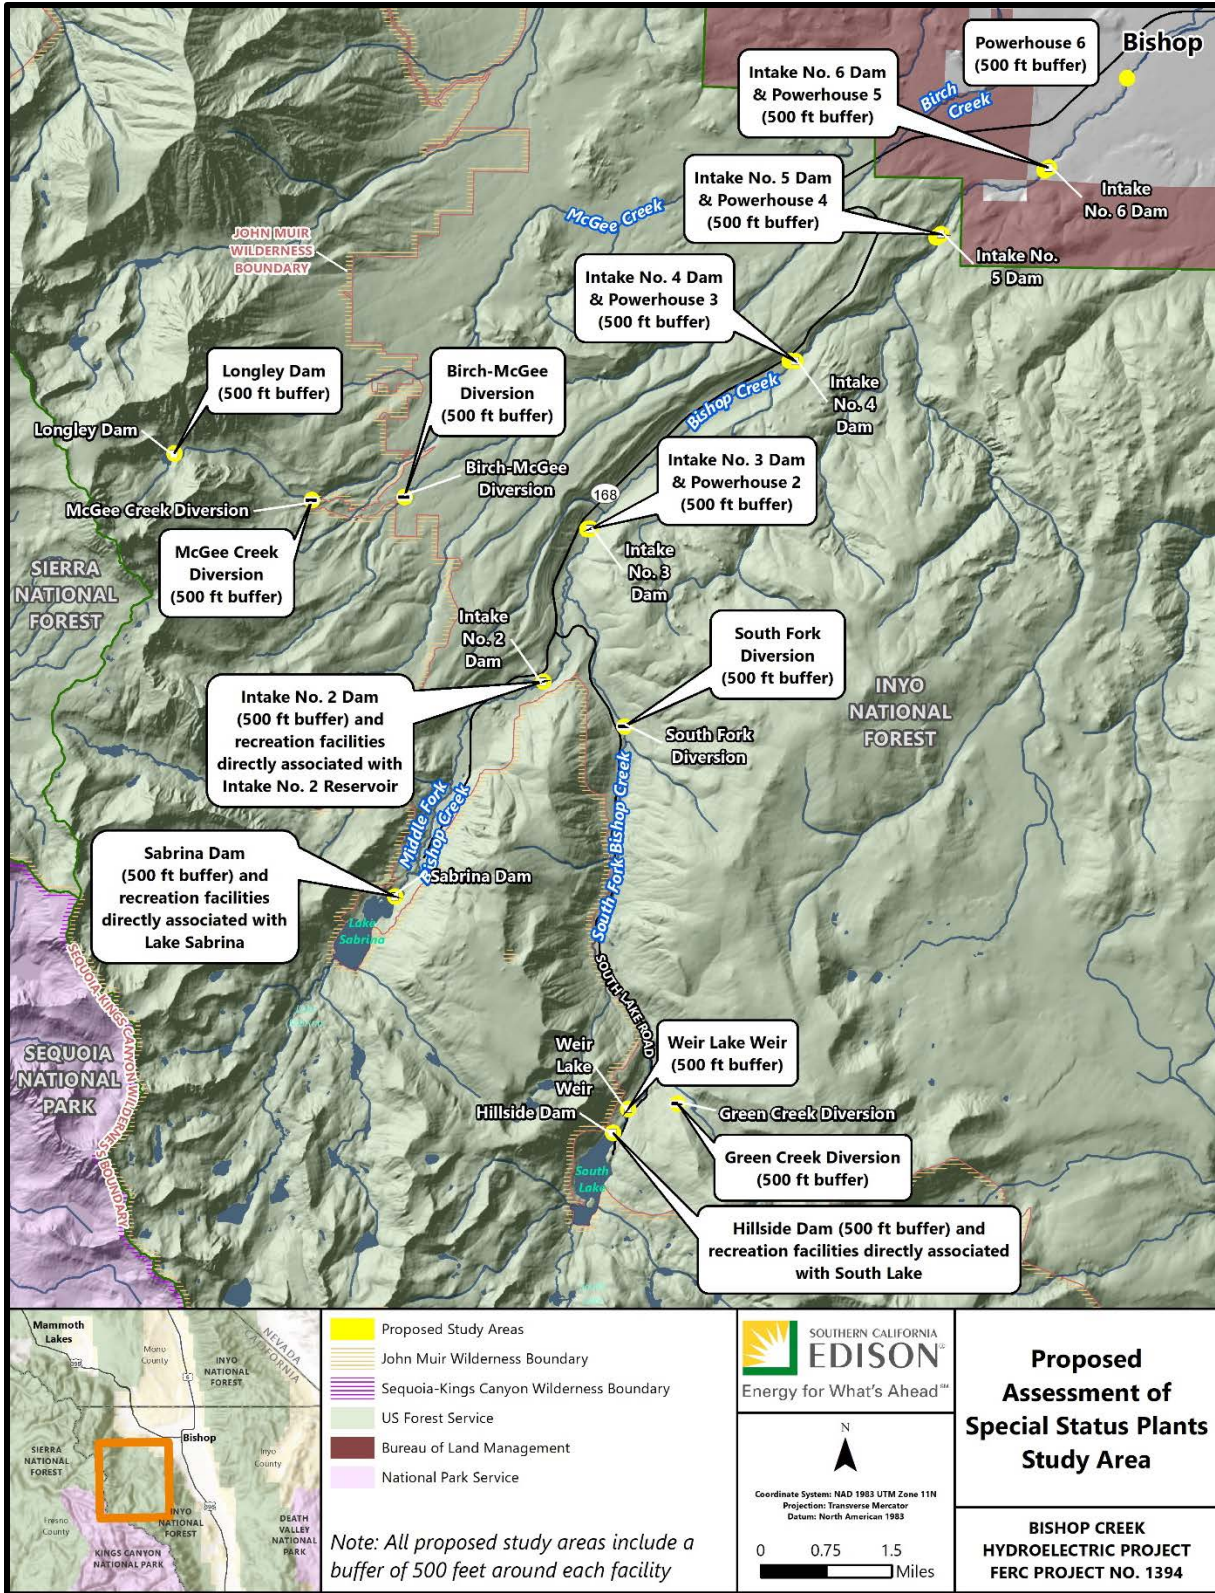 Powerhouse 6
(500 ft buffer)
Bishop
Intake No. 6 Dam
& Powerhouse 5
(500 ft buffer)
Birch
Creek
Intake
No. 6 Dam
Intake No. 5 Dam
& Powerhouse 4
(500 ft buffer)
McGee Creek
JOHN MUIR
WILDERNESS
BOUNDARY
Intake No.
5 Dam
Intake No. 4 Dam
& Powerhouse 3
(500 ft buffer)
Longley Dam
(500 ft buffer)
Birch-McGee
Diversion
(500 ft buffer)
Bishop Creek
Intake
No. 4
Dam
Longley Dam
Intake No. 3 Dam
& Powerhouse 2
(500 ft buffer)
Birch-McGee
Diversion
168
McGee Creek Diversion
McGee Creek
Diversion
(500 ft buffer)
Intake
No. 3
Dam
SIERRA
NATIONAL
FOREST
Intake
No. 2
Dam
South Fork
Diversion
(500 ft buffer)
INYO
NATIONAL
FOREST
Intake No. 2 Dam
(500 ft buffer) and
recreation facilities
directly associated with
Intake No. 2 Reservoir
South Fork
Diversion
Middle Fork
Bishop Creek
South Fork Bishop Creek
Sabrina Dam
(500 ft buffer) and
recreation facilities
directly associated with
Lake Sabrina
Sabrina Dam
Lake
Sabrina
SEQUOIA-KINGS CANYON WILDERNESS BOUNDARY
SOUTH LAKE ROAD
SEQUOIA
NATIONAL
PARK
Weir
Lake
Weir
Weir Lake Weir
(500 ft buffer)
Hillside Dam
Green Creek Diversion
Green Creek Diversion
(500 ft buffer)
South
Lake
Hillside Dam (500 ft buffer) and
recreation facilities directly associated
with South Lake
Mammoth
Lakes
Mono
County
NEVADA
CALIFORNIA
395
6
INYO
NATIONAL
FOREST
Bishop
SIERRA
NATIONAL
FOREST
Inyo
County
395
INYO
NATIONAL
FOREST
Fresno
County
DEATH
VALLEY
NATIONAL
PARK
KINGS CANYON
NATIONAL PARK
Proposed Study Areas
John Muir Wilderness Boundary
Sequoia-Kings Canyon Wilderness Boundary
US Forest Service
Bureau of Land Management
National Park Service
Note: All proposed study areas include a
buffer of 500 feet around each facility
SOUTHERN CALIFORNIA
EDISON®
Energy for What's Ahead℠
N
Coordinate System: NAD 1983 UTM Zone 11N
Projection: Transverse Mercator
Datum: North American 1983
0 0.75 1.5
Miles
Proposed
Assessment of
Special Status Plants
Study Area
BISHOP CREEK
HYDROELECTRIC PROJECT
FERC PROJECT NO. 1394